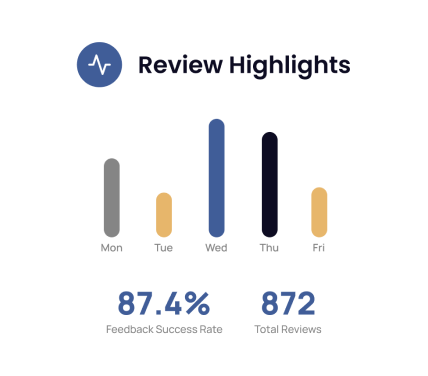 Review Highlights
Mon Tue Wed Thu Fri
87.4% 872
Feedback Success Rate Total Reviews